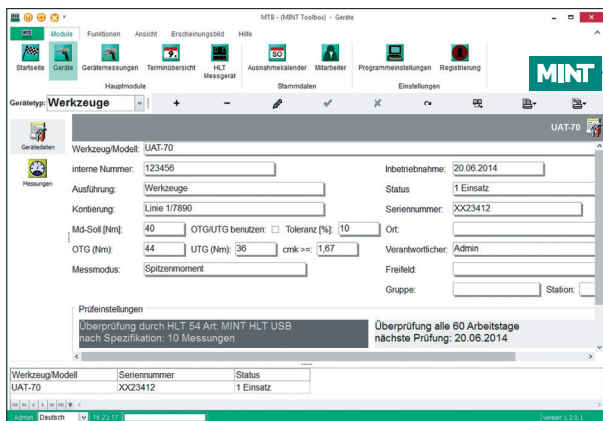 MTB - (MINT Toolbox) - Geräte
MTB Module Funktionen Ansicht Erscheinungsbild Hilfe
Startseite Geräte Gerätemessungen Terminübersicht HLT Messgerät Ausnahmekalender Mitarbeiter Programmeinstellungen Registrierung
Hauptmodule Stammdaten Einstellungen
MINT
Gerätetyp: Werkzeuge
UAT-70
Gerätedaten
Messungen
Werkzeug/Modell: UAT-70
interne Nummer: 123456 Inbetriebnahme: 20.06.2014
Ausführung: Werkzeuge Status 1 Einsatz
Kontierung: Linie 1/7890 Seriennummer: XX23412
Md-Soll [Nm]: 40 OTG/UTG benutzen: Toleranz [%]: 10 Ort:
OTG (Nm): 44 UTG (Nm): 36 cmk >=: 1,67 Verantwortlicher: Admin
Messmodus: Spitzenmoment Freifeld:
Gruppe: Station:
Prüfeinstellungen
Überprüfung durch HLT 54 Art: MINT HLT USB Überprüfung alle 60 Arbeitstage
nach Spezifikation: 10 Messungen nächste Prüfung: 20.06.2014
Werkzeug/Modell Seriennummer Status
UAT-70 XX23412 1 Einsatz
Admin Deutsch 16:23:17 Version 1.2.0.1